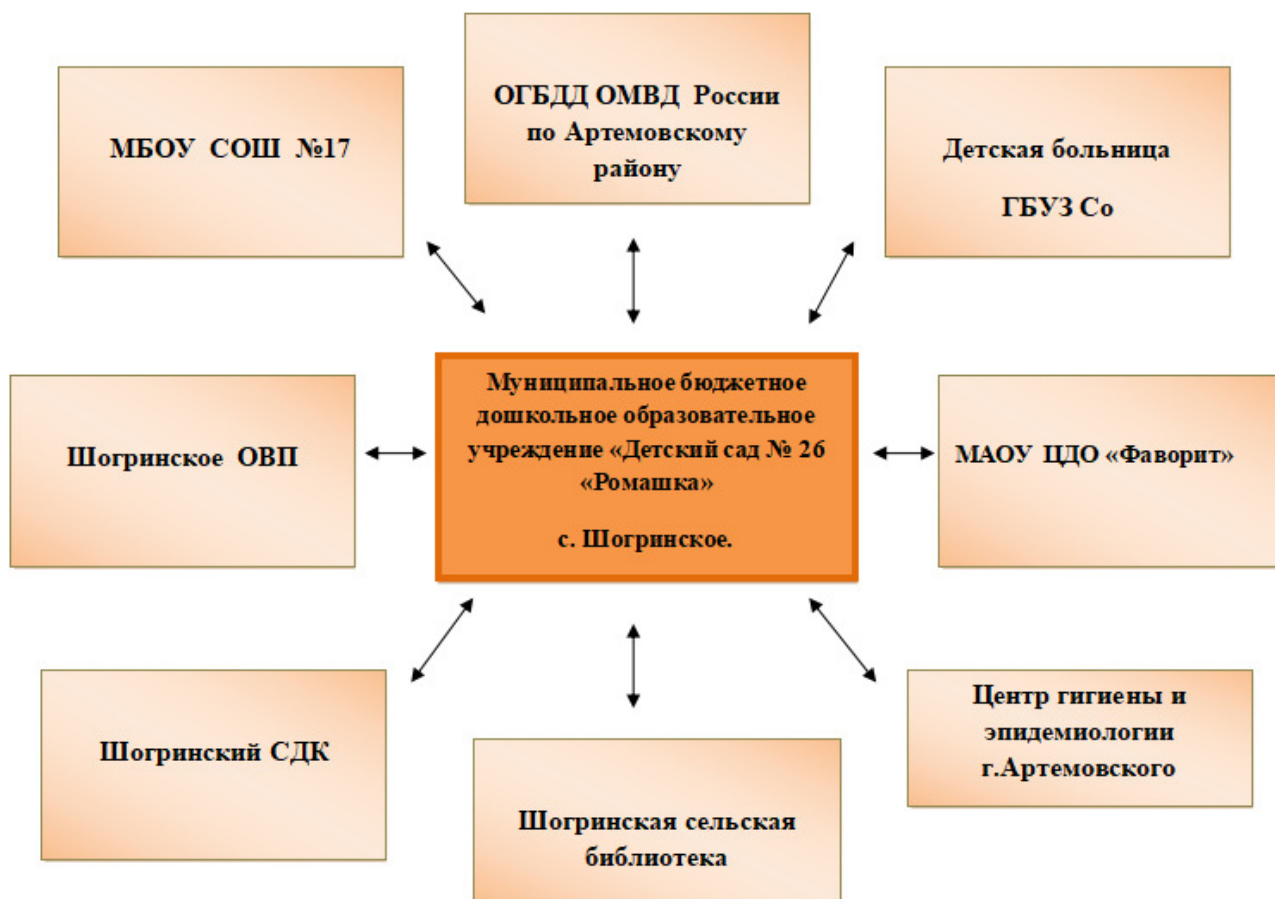 МБОУ СОШ №17
ОГБДД ОМВД России
по Артемовскому
району
Детская больница
ГБУЗ Со
Шогринское ОВП
Муниципальное бюджетное
дошкольное образовательное
учреждение «Детский сад № 26
«Ромашка»
с. Шогринское.
МАОУ ЦДО «Фаворит»
Шогринский СДК
Шогринская сельская
библиотека
Центр гигиены и
эпидемиологии
г.Артемовского